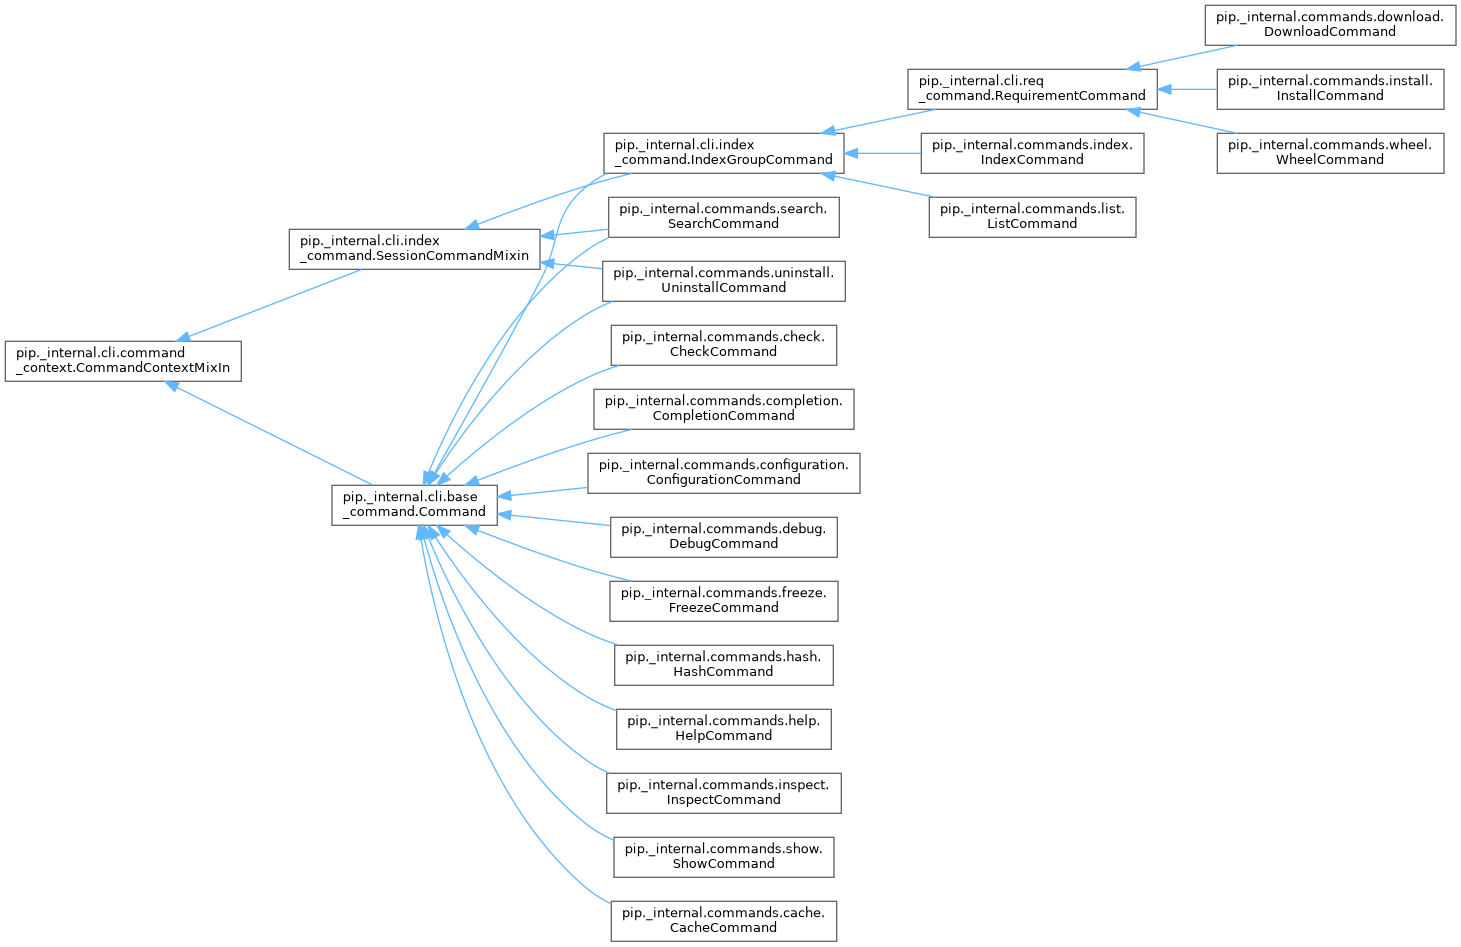 pip._internal.commands.download.
DownloadCommand
pip._internal.cli.req
_command.RequirementCommand
pip._internal.commands.install.
InstallCommand
pip._internal.cli.index
_command.IndexGroupCommand
pip._internal.commands.index.
IndexCommand
pip._internal.commands.wheel.
WheelCommand
pip._internal.commands.search.
SearchCommand
pip._internal.commands.list.
ListCommand
pip._internal.cli.index
_command.SessionCommandMixin
pip._internal.commands.uninstall.
UninstallCommand
pip._internal.commands.check.
CheckCommand
pip._internal.cli.command
_context.CommandContextMixIn
pip._internal.commands.completion.
CompletionCommand
pip._internal.commands.configuration.
ConfigurationCommand
pip._internal.cli.base
_command.Command
pip._internal.commands.debug.
DebugCommand
pip._internal.commands.freeze.
FreezeCommand
pip._internal.commands.hash.
HashCommand
pip._internal.commands.help.
HelpCommand
pip._internal.commands.inspect.
InspectCommand
pip._internal.commands.show.
ShowCommand
pip._internal.commands.cache.
CacheCommand